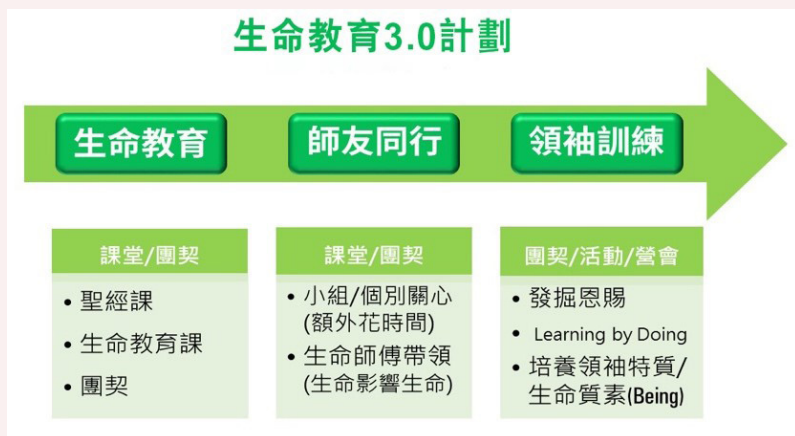 生命教育3.0計劃
生命教育
師友同行
領袖訓練
課堂/團契
• 聖經課
• 生命教育課
• 團契
課堂/團契
• 小組/個別關心
(額外花時間)
• 生命師傅帶領
(生命影響生命)
團契/活動/營會
• 發掘恩賜
• Learning by Doing
• 培養領袖特質/
生命質素(Being)